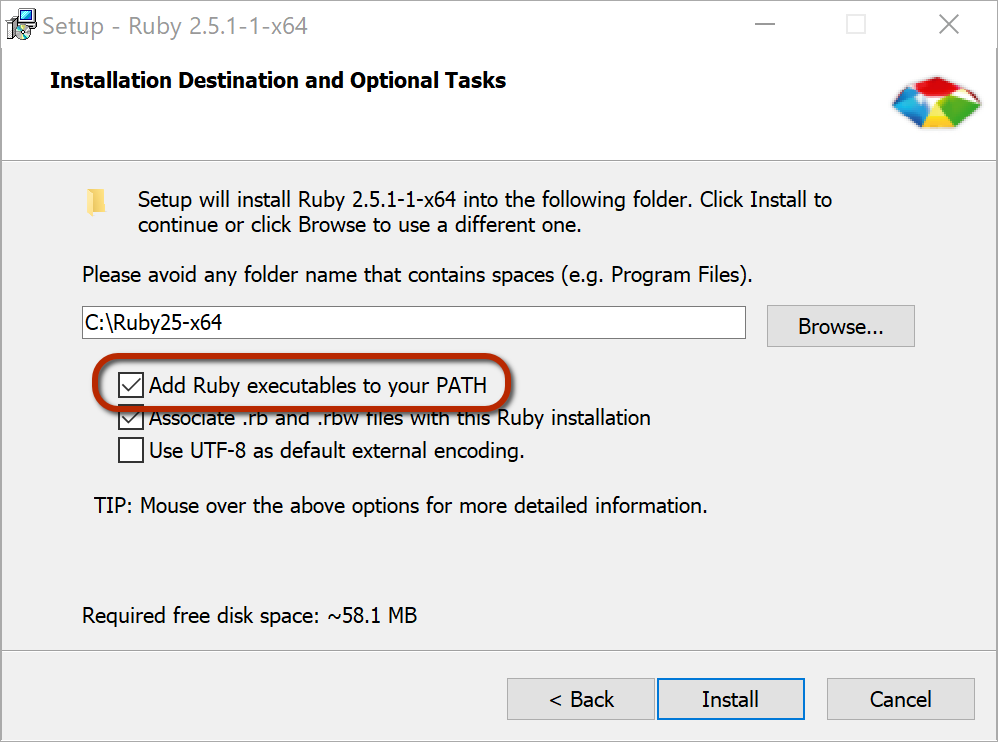 Setup - Ruby 2.5.1-1-x64
Installation Destination and Optional Tasks
Setup will install Ruby 2.5.1-1-x64 into the following folder. Click Install to
continue or click Browse to use a different one.
Please avoid any folder name that contains spaces (e.g. Program Files).
C:\Ruby25-x64
Browse...
Add Ruby executables to your PATH
Associate .rb and .rbw files with this Ruby installation
Use UTF-8 as default external encoding.
TIP: Mouse over the above options for more detailed information.
Required free disk space: ~58.1 MB
< Back
Install
Cancel